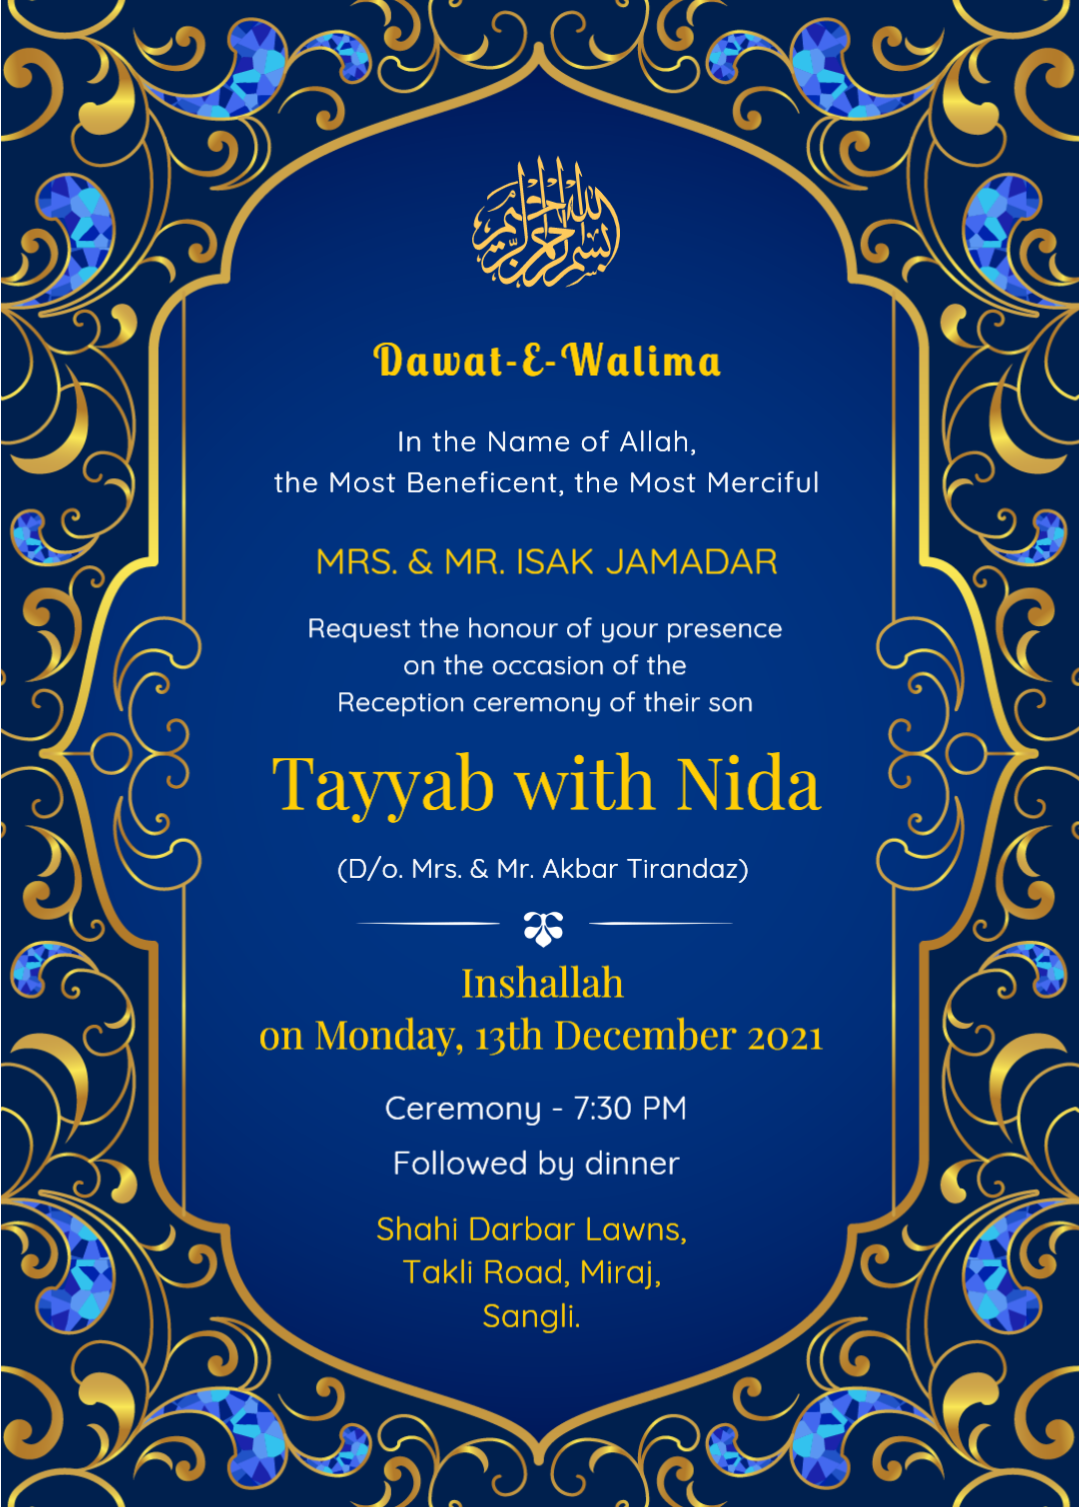 بسم الله الرحمن الرحيم
Dawat-E-Walima
In the Name of Allah,
the Most Beneficent, the Most Merciful
MRS. & MR. ISAK JAMADAR
Request the honour of your presence
on the occasion of the
Reception ceremony of their son
Tayyab with Nida
(D/o. Mrs. & Mr. Akbar Tirandaz)
Inshallah
on Monday, 13th December 2021
Ceremony - 7:30 PM
Followed by dinner
Shahi Darbar Lawns,
Takli Road, Miraj,
Sangli.